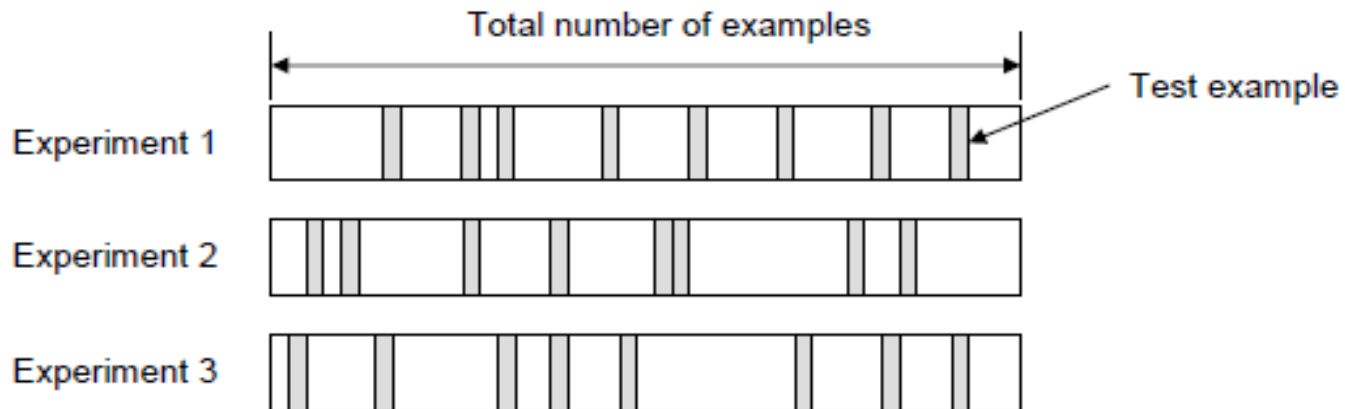 Total number of examples
Test example
Experiment 1
Experiment 2
Experiment 3